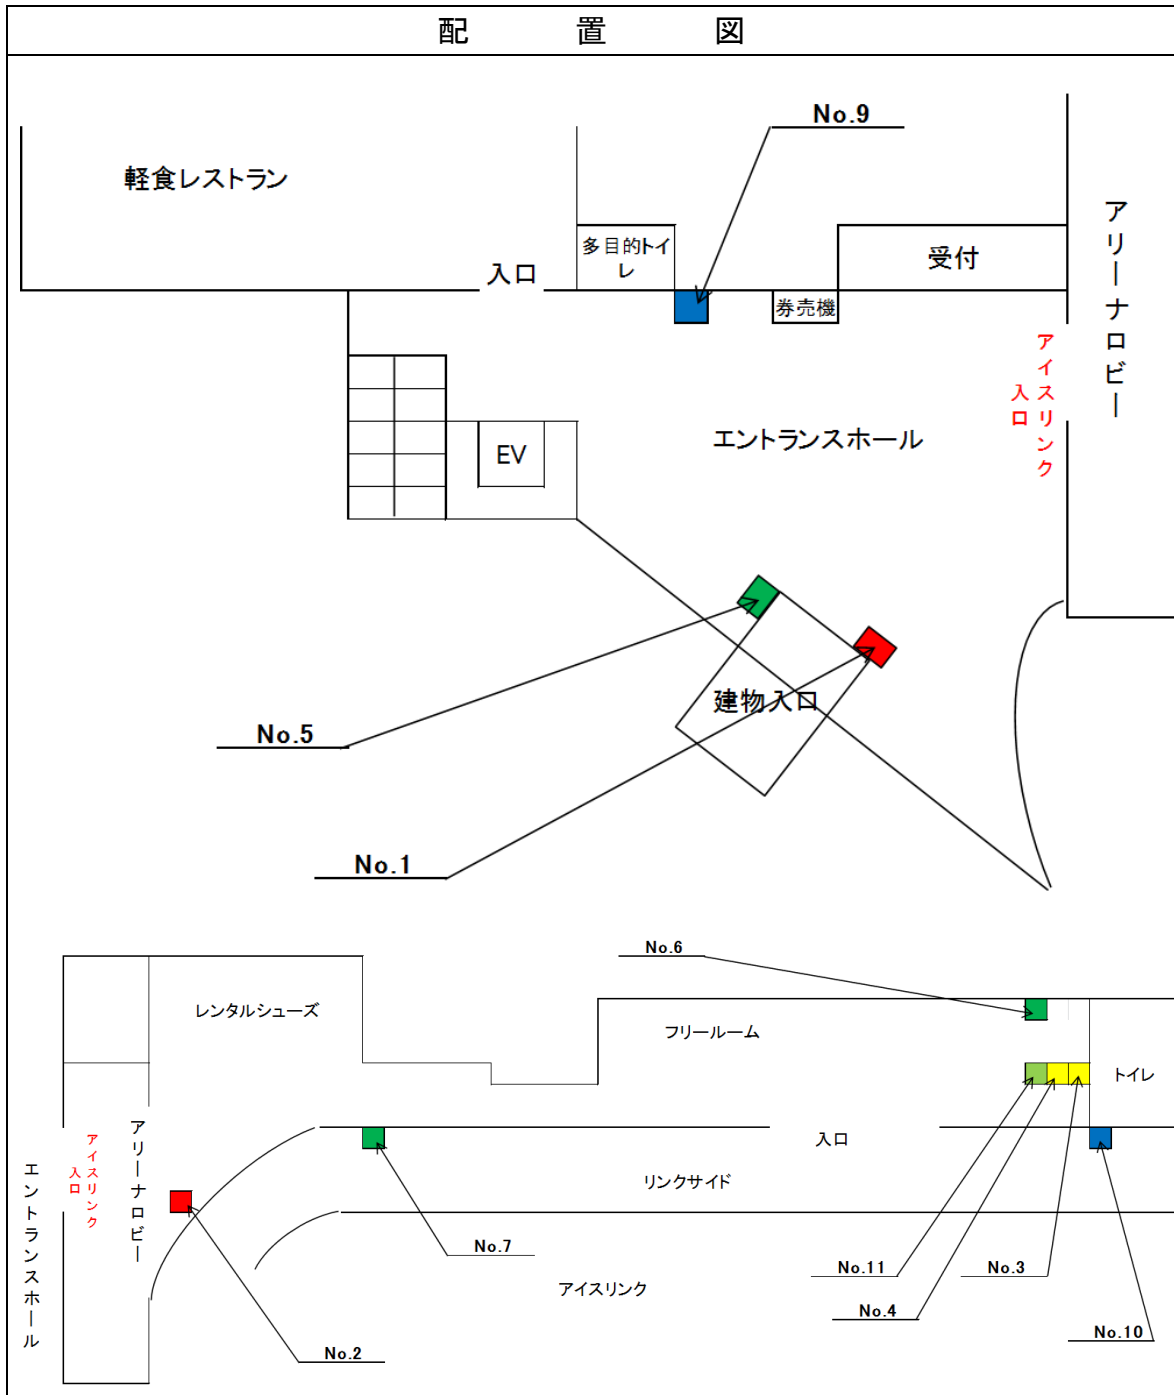 配置図
No.9
軽食レストラン
多目的トイ
レ
受付
アリーナロビー
入口
券売機
アイスリンク
入口
エントランスホール
EV
建物入口
No.5
No.1
No.6
レンタルシューズ
フリールーム
トイレ
アリーナロビー
アイスリンク
入口
エントランスホール
入口
リンクサイド
No.7
No.11
No.3
アイスリンク
No.4
No.10
No.2